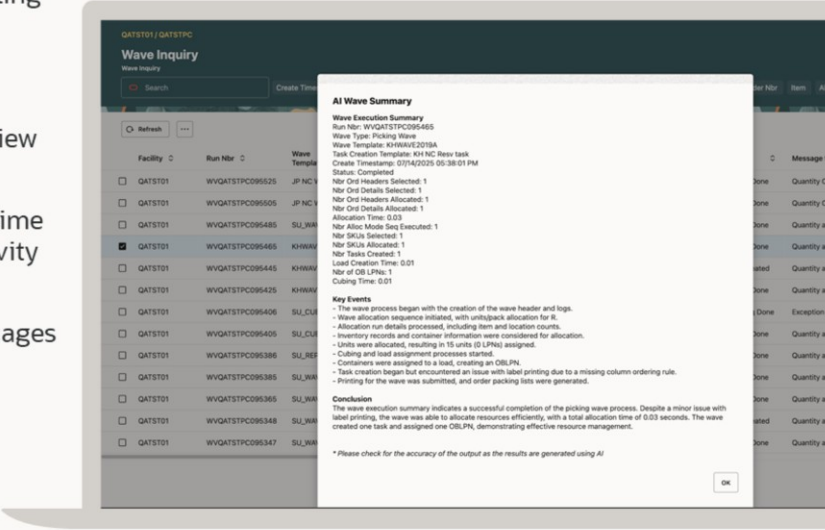 QATST01 / QATSTPC
Wave Inquiry
Wave Inquiry
Search
Create Time
Item
Refresh
Facility Run Nbr Wave Message
QATST01 WVQATSTPC095525 JP NC Done Quantity
QATST01 WVQATSTPC095505 JP NC Done Quantity
QATST01 WVQATSTPC095485 Done Quantity a
QATST01 WVQATSTPC095465 KHWAV Done Quantity a
QATST01 WVQATSTPC095445 KHWAV ated Quantity a
QATST01 WVQATSTPC095425 KHWAV Done Quantity a
QATST01 WVQATSTPC095406 SU_CU Done Exception
QATST01 WVQATSTPC095405 SU_CU Done Quantity a
QATST01 WVQATSTPC095386 SU_REP Done Quantity a
QATST01 WVQATSTPC095385 SU_WA Done Quantity a
QATST01 WVQATSTPC095365 SU_WA Done Quantity a
QATST01 WVQATSTPC095348 SU_WA ated Quantity a
QATST01 WVQATSTPC095347 SU_WA Done Quantity a
AI Wave Summary
Wave Execution Summary
Run Nbr: WVQATSTPC095465
Wave Type: Picking Wave
Wave Template: KHWAVE2019A
Task Creation Template: KH NC Resv task
Create Timestamp: 07/14/2025 05:38:01 PM
Status: Completed
Nbr Ord Headers Selected: 1
Nbr Ord Details Selected: 1
Nbr Ord Headers Allocated: 1
Nbr Ord Details Allocated: 1
Allocation Time: 0.03
Nbr Alloc Mode Seq Executed: 1
Nbr SKUs Selected: 1
Nbr SKUs Allocated: 1
Nbr Tasks Created: 1
Load Creation Time: 0.01
Nbr of OB LPNs: 1
Cubing Time: 0.01
Key Events
- The wave process began with the creation of the wave header and logs.
- Wave allocation sequence initiated, with units/pack allocation for R.
- Allocation run details processed, including item and location counts.
- Inventory records and container information were considered for allocation.
- Units were allocated, resulting in 15 units (0 LPNs) assigned.
- Cubing and load assignment processes started.
- Containers were assigned to a load, creating an OBLPN.
- Task creation began but encountered an issue with label printing due to a missing column ordering rule.
- Printing for the wave was submitted, and order packing lists were generated.
Conclusion
The wave execution summary indicates a successful completion of the picking wave process. Despite a minor issue with
label printing, the wave was able to allocate resources efficiently, with a total allocation time of 0.03 seconds. The wave
created one task and assigned one OBLPN, demonstrating effective resource management.
* Please check for the accuracy of the output as the results are generated using AI
OK